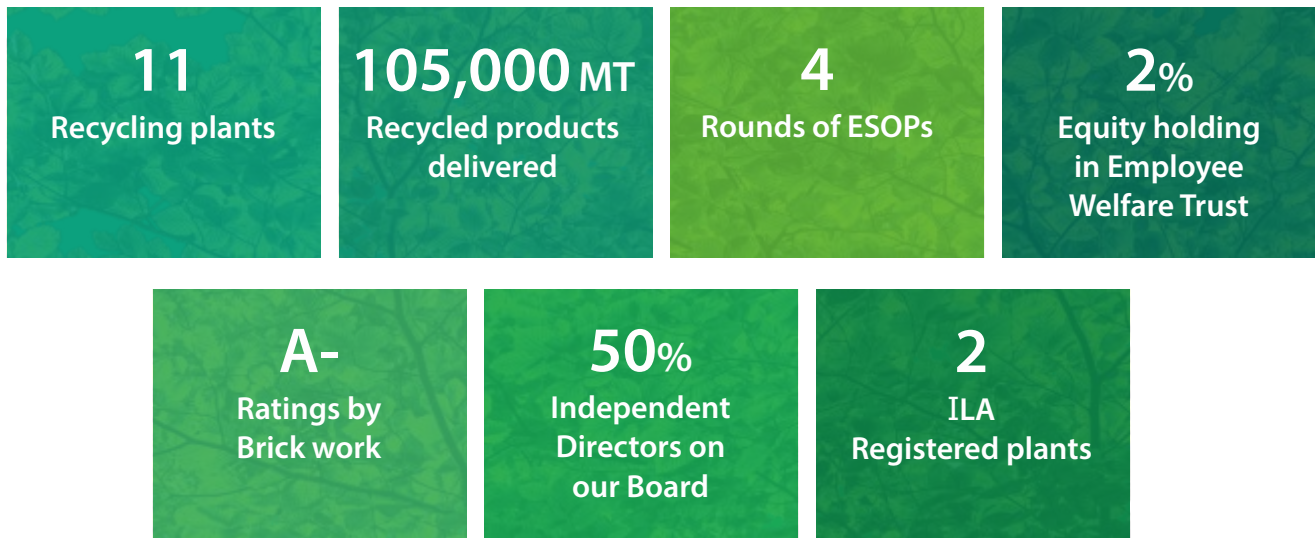 11
Recycling plants
105,000 MT
Recycled products
delivered
4
Rounds of ESOPs
2%
Equity holding
in Employee
Welfare Trust
A-
Ratings by
Brick work
50%
Independent
Directors on
our Board
2
ILA
Registered plants